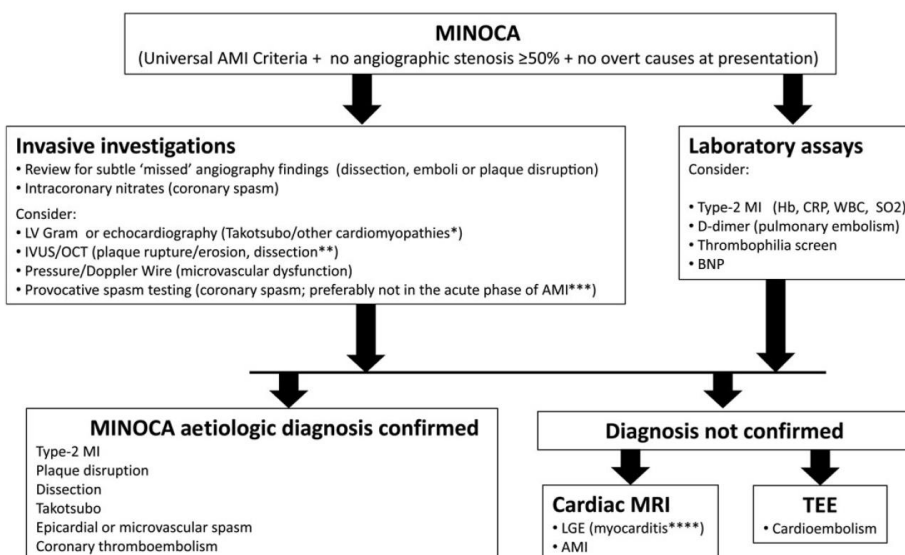 MINOCA
(Universal AMI Criteria + no angiographic stenosis ≥50% + no overt causes at presentation)
Invasive investigations
• Review for subtle ‘missed’ angiography findings (dissection, emboli or plaque disruption)
• Intracoronary nitrates (coronary spasm)
Consider:
• LV Gram or echocardiography (Takotsubo/other cardiomyopathies*)
• IVUS/OCT (plaque rupture/erosion, dissection**)
• Pressure/Doppler Wire (microvascular dysfunction)
• Provocative spasm testing (coronary spasm; preferably not in the acute phase of AMI***)
Laboratory assays
Consider:
• Type-2 MI (Hb, CRP, WBC, SO2)
• D-dimer (pulmonary embolism)
• Thrombophilia screen
• BNP
MINOCA aetiologic diagnosis confirmed
Type-2 MI
Plaque disruption
Dissection
Takotsubo
Epicardial or microvascular spasm
Coronary thromboembolism
Diagnosis not confirmed
Cardiac MRI
• LGE (myocarditis****)
• AMI
TEE
• Cardioembolism